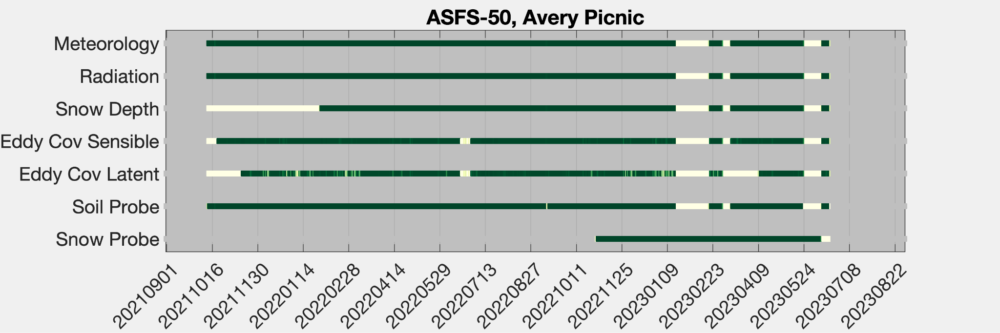 ASFS-50, Avery Picnic
Meteorology
Radiation
Snow Depth
Eddy Cov Sensible
Eddy Cov Latent
Soil Probe
Snow Probe
20210901
20211016
20211130
20220114
20220228
20220414
20220529
20220713
20220827
20221011
20221125
20230109
20230223
20230409
20230524
20230708
20230822